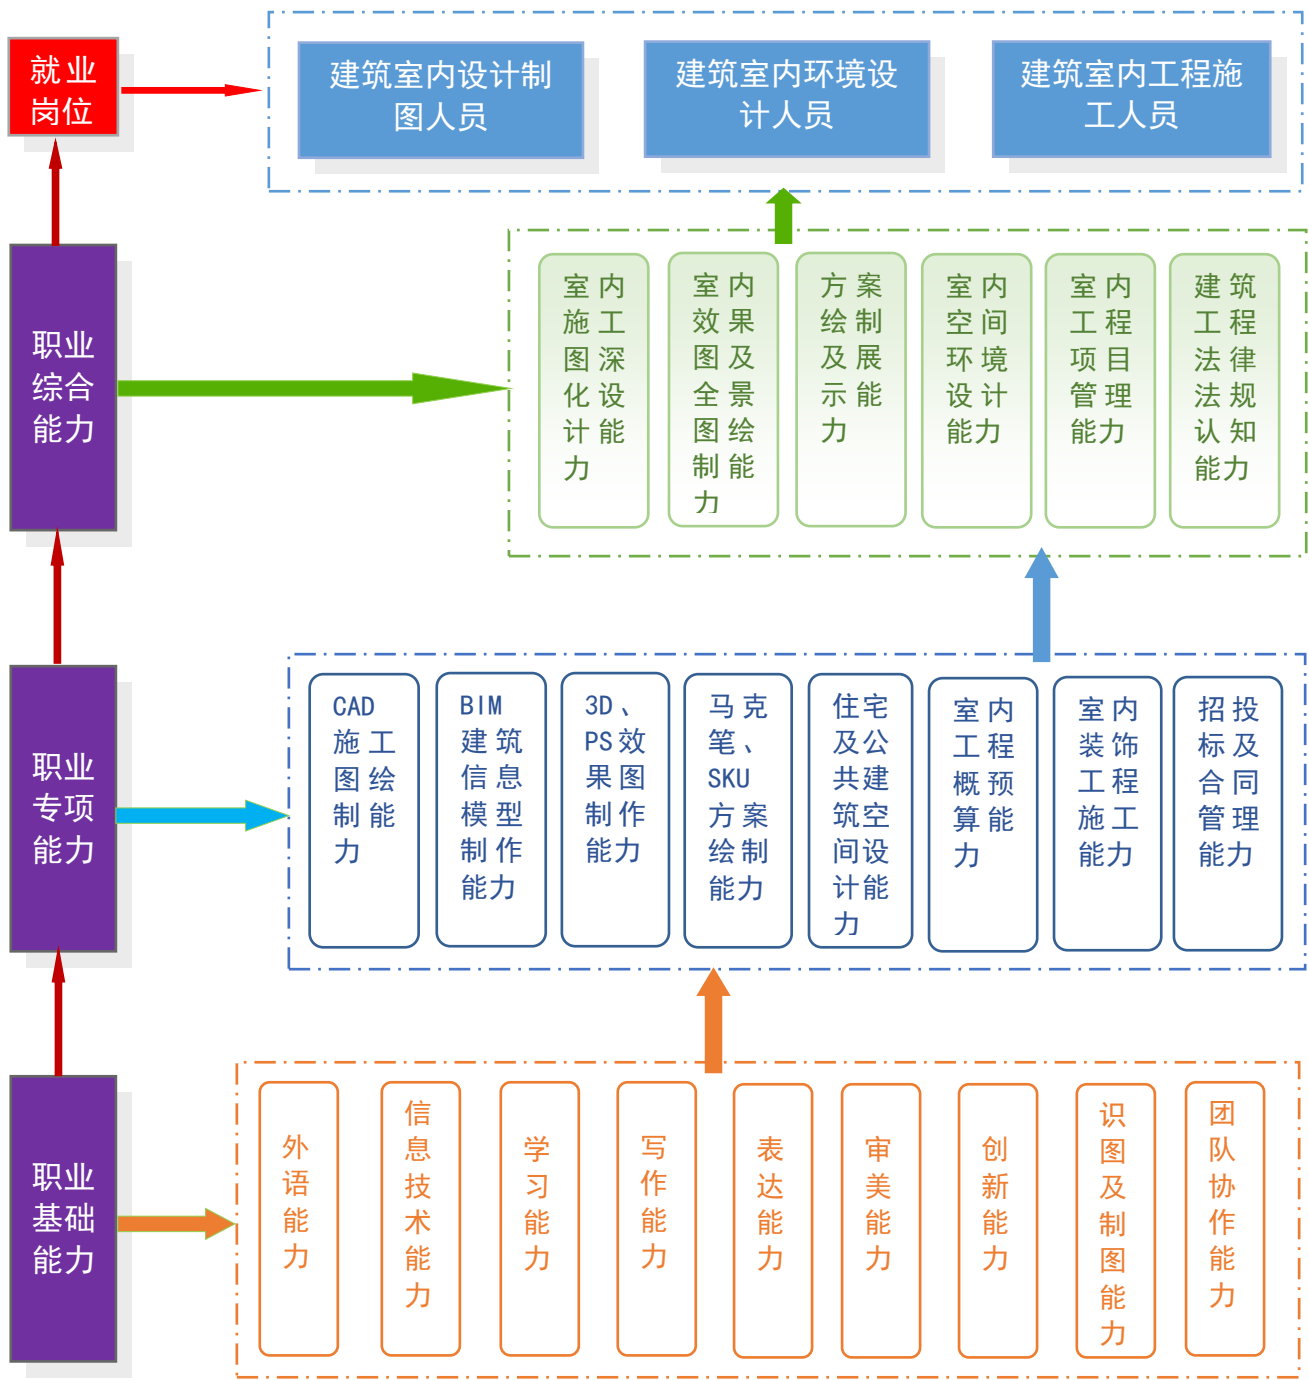 就业
岗位
建筑室内设计制
图人员
建筑室内环境设
计人员
建筑室内工程施
工人员
职业
综合
能力
室内
施工
图深
化设
计能
力
室内
效果
图及
全景
图绘
制能
力
方案
绘制
及展
示能
力
室内
空间
环境
设计
能力
室内
工程
项目
管理
能力
建筑
工程
法律
法规
认知
能力
职业
专项
能力
CAD
施工
图绘
制能
力
BIM
建筑
信息
模型
制作
能力
3D、
PS效
果图
制作
能力
马克
笔、
SKU
方案
绘制
能力
住宅
及公
共建
筑空
间设
计能
力
室内
工程
概预
算能
力
室内
装饰
工程
施工
能力
招投
标及
合同
管理
能力
职业
基础
能力
外语能力
信息技术能力
学习能力
写作能力
表达能力
审美能力
创新能力
识图及制图能力
团队协作能力